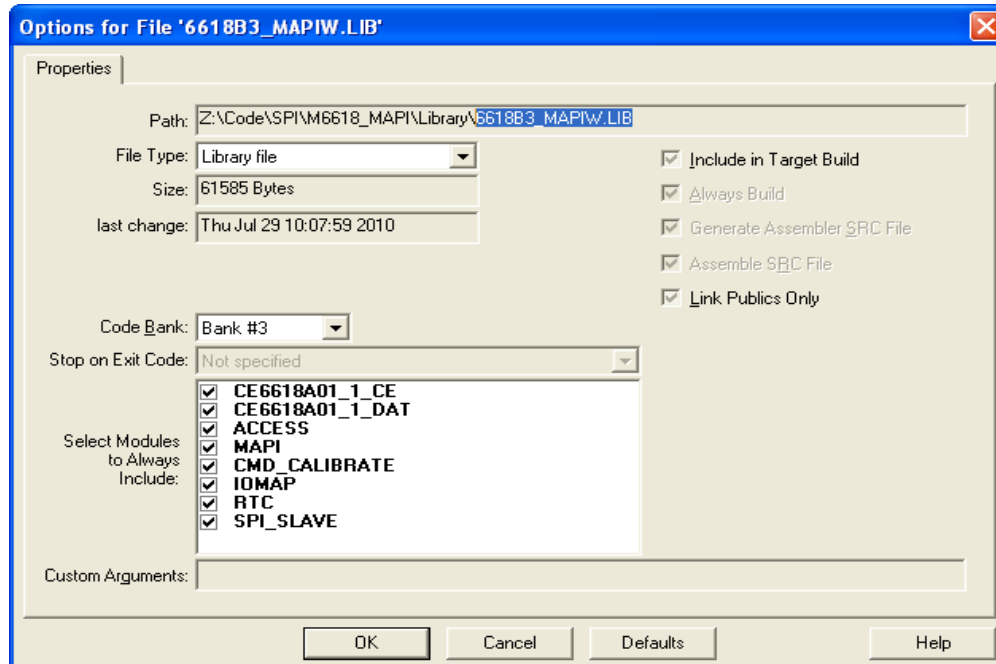 Options for File '6618B3_MAPIW.LIB'
Properties
Path: Z:\Code\SPI\M6618_MAPI\Library\6618B3_MAPIW.LIB
File Type: Library file
Include in Target Build
Size: 61585 Bytes
Always Build
last change: Thu Jul 29 10:07:59 2010
Generate Assembler SRC File
Assemble SRC File
Link Publics Only
Code Bank: Bank #3
Stop on Exit Code: Not specified
Select Modules
to Always
Include:
CE6618A01_1_CE
CE6618A01_1_DAT
ACCESS
MAPI
CMD_CALIBRATE
IOMAP
RTC
SPI_SLAVE
Custom Arguments:
OK Cancel Defaults Help